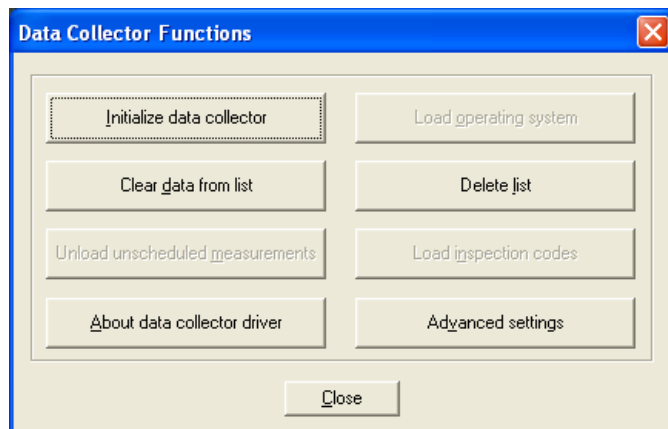 Data Collector Functions
Initialize data collector
Load operating system
Clear data from list
Delete list
Unload unscheduled measurements
Load inspection codes
About data collector driver
Advanced settings
Close